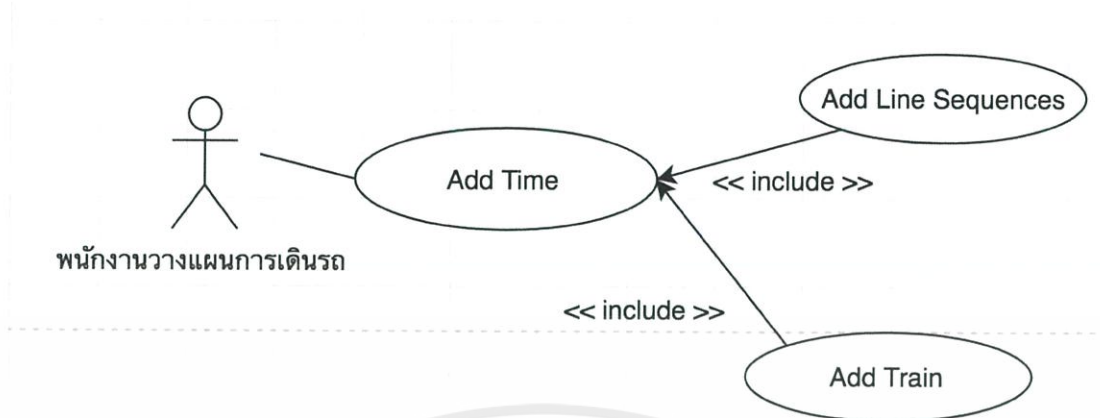 Add Line Sequences
Add Time
<< include >>
พนักงานวางแผนการเดินรถ
<< include >>
Add Train